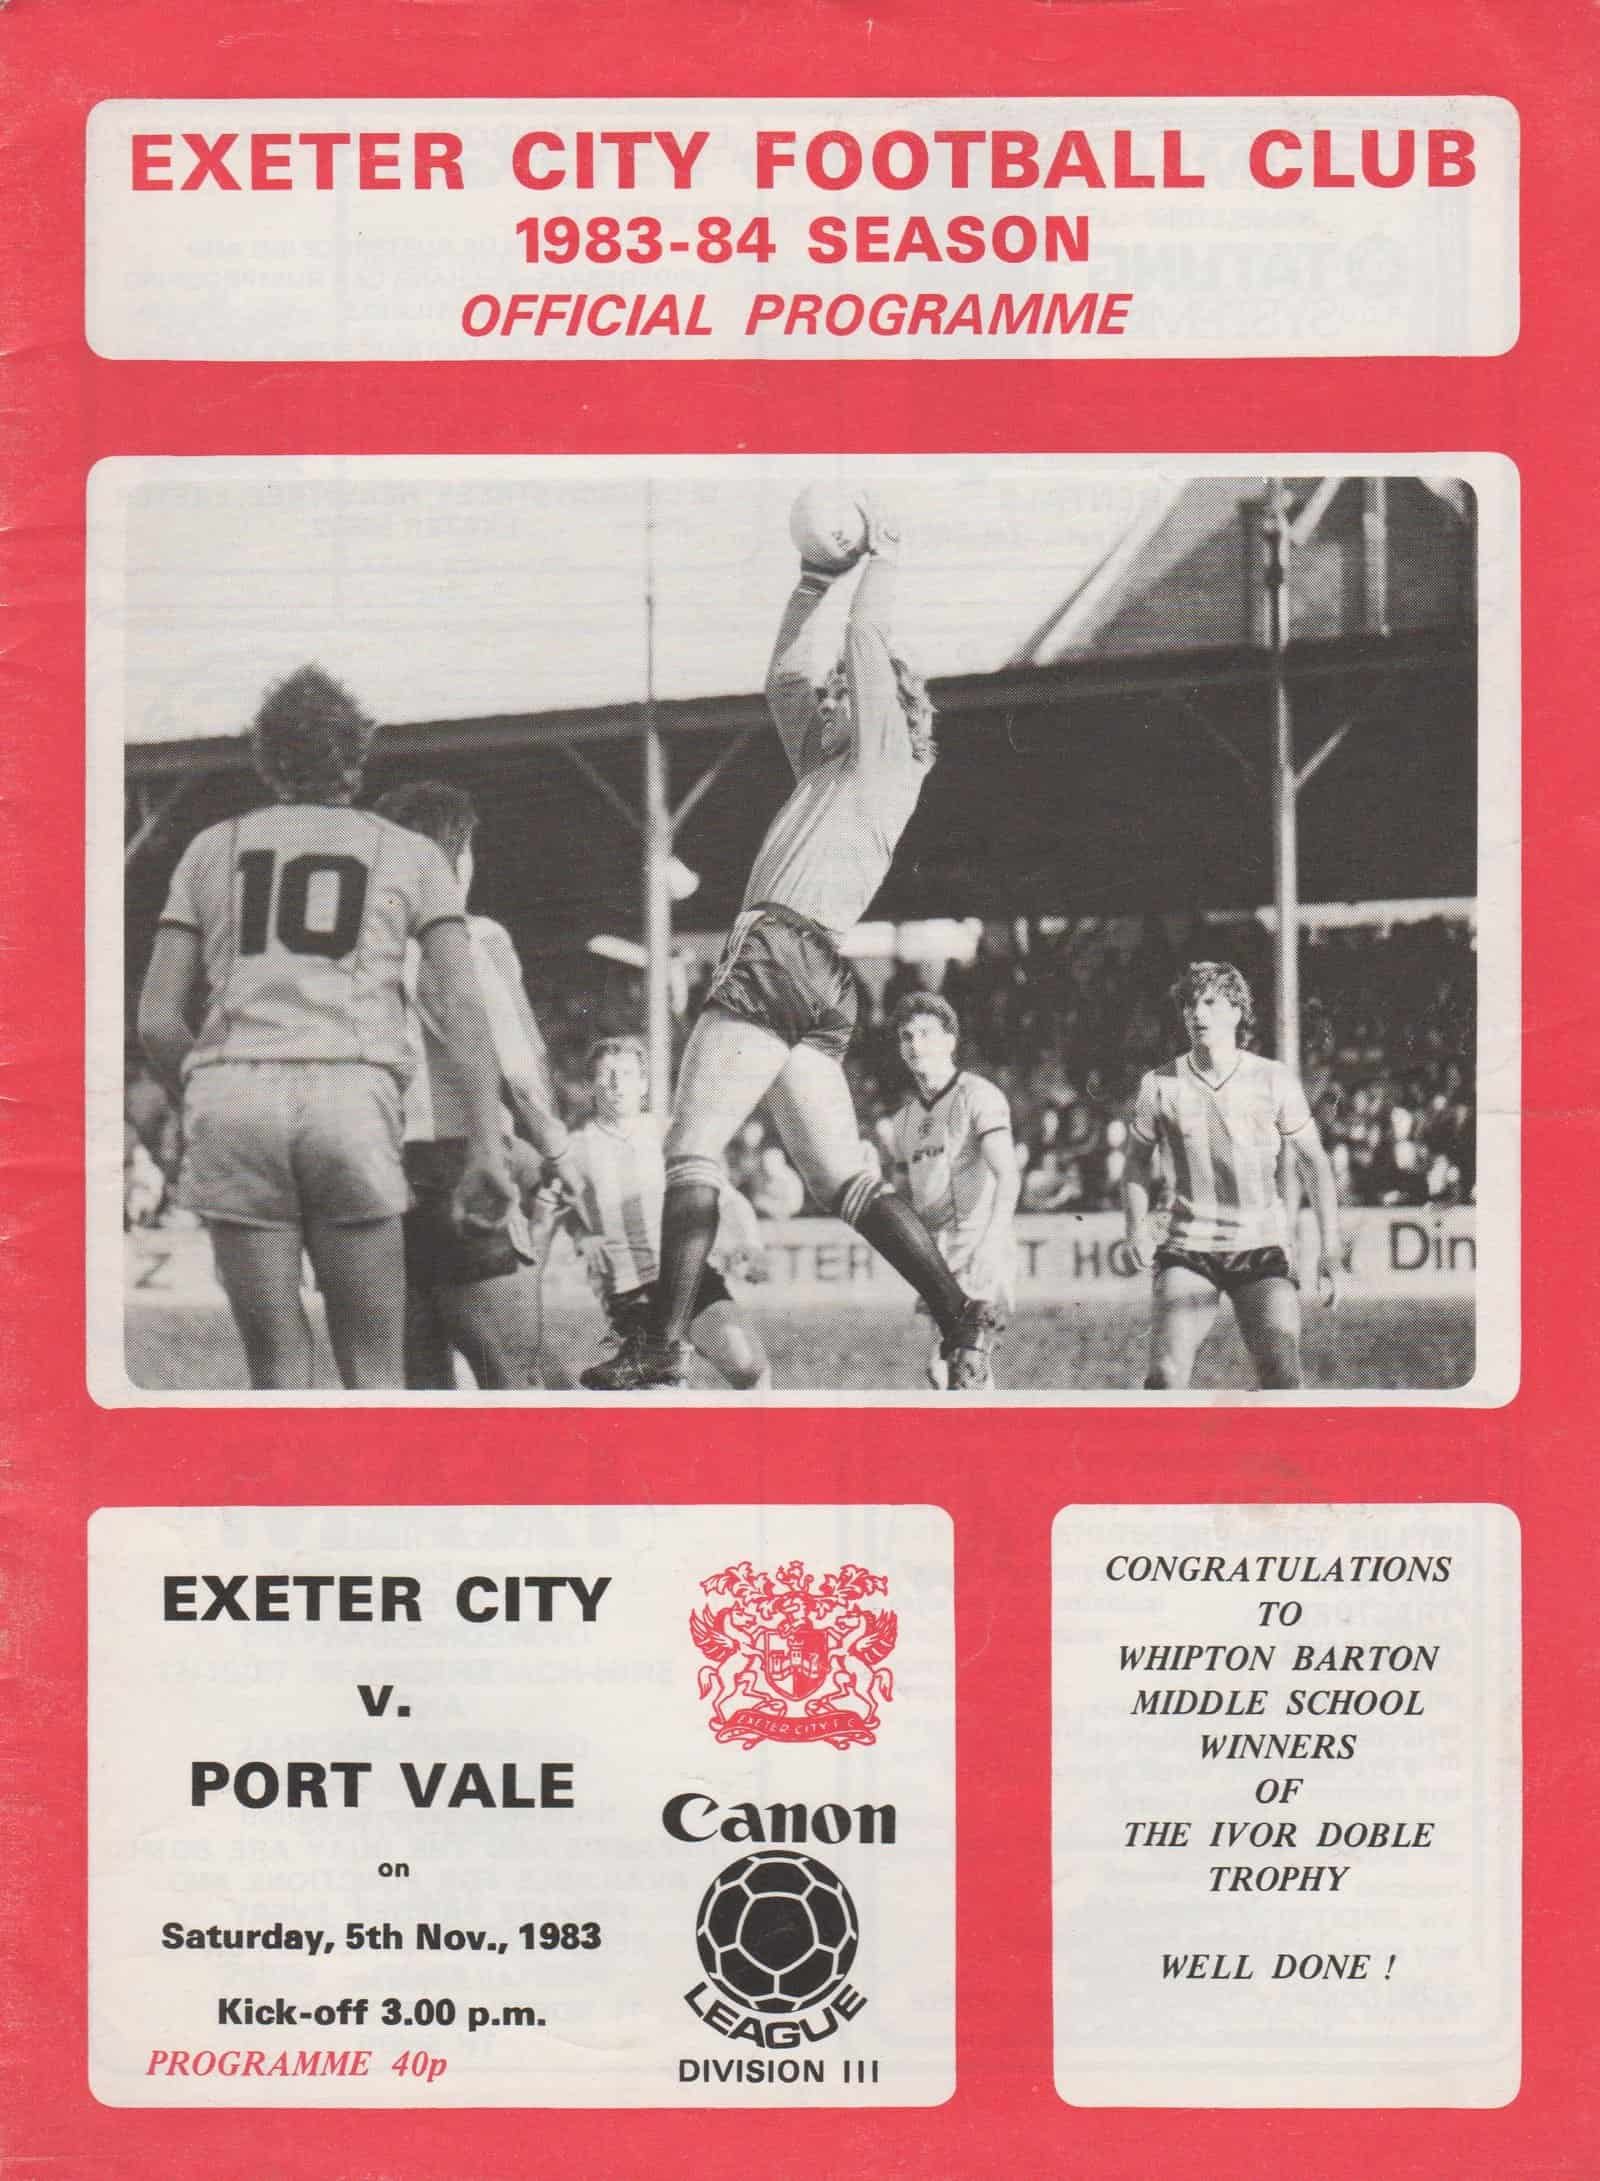 EXETER CITY FOOTBALL CLUB
1983-84 SEASON
OFFICIAL PROGRAMME
10
Din
EXETER CITY
v.
PORT VALE
on
Saturday, 5th Nov., 1983
Kick-off 3.00 p.m.
PROGRAMME 40p
EXETER CITY F.C.
Canon
LEAGUE
DIVISION III
CONGRATULATIONS
TO
WHIPTON BARTON
MIDDLE SCHOOL
WINNERS
OF
THE IVOR DOBLE
TROPHY
WELL DONE !